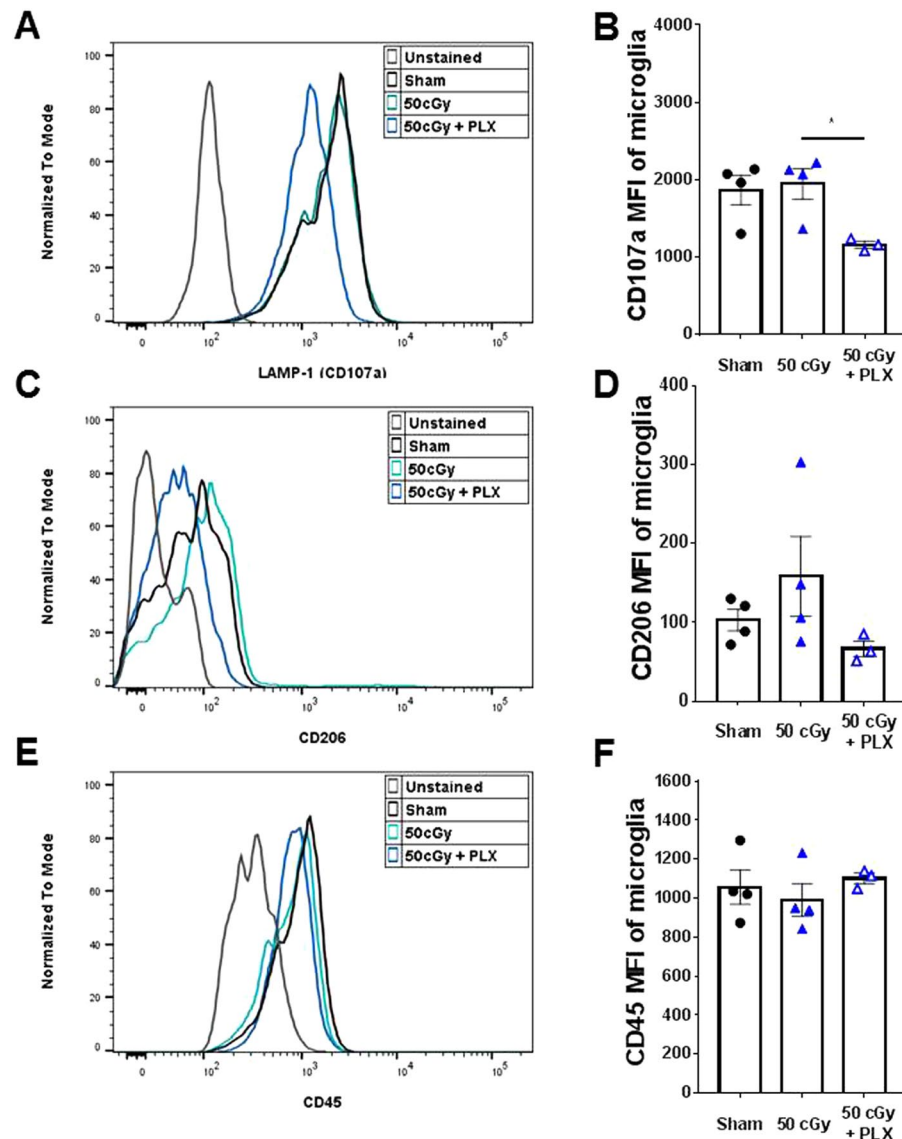 A
Normalized To Mode
100
80
60
40
20
0
Unstained
Sham
50cGy
50cGy + PLX
0
10^2
10^3
10^4
10^5
LAMP-1 (CD107a)
B
CD107a MFI of microglia
4000
3000
2000
1000
0
*
Sham
50 cGy
50 cGy
+ PLX
C
Normalized To Mode
100
80
60
40
20
0
Unstained
Sham
50cGy
50cGy + PLX
0
10^2
10^3
10^4
10^5
CD206
D
CD206 MFI of microglia
400
300
200
100
0
Sham
50 cGy
50 cGy
+ PLX
E
Normalized To Mode
100
80
60
40
20
0
Unstained
Sham
50cGy
50cGy + PLX
0
10^2
10^3
10^4
10^5
CD45
F
CD45 MFI of microglia
1600
1400
1200
1000
800
600
400
200
0
Sham
50 cGy
50 cGy
+ PLX